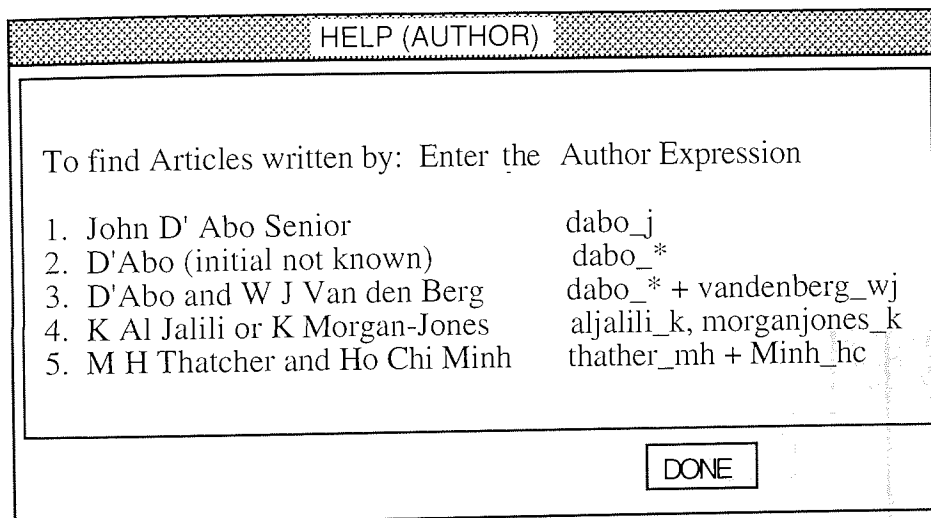 HELP (AUTHOR)
To find Articles written by: Enter the Author Expression
1. John D' Abo Senior dabo_j
2. D'Abo (initial not known) dabo_*
3. D'Abo and W J Van den Berg dabo_* + vandenberg_wj
4. K Al Jalili or K Morgan-Jones aljalili_k, morganjones_k
5. M H Thatcher and Ho Chi Minh thather_mh + Minh_hc
DONE